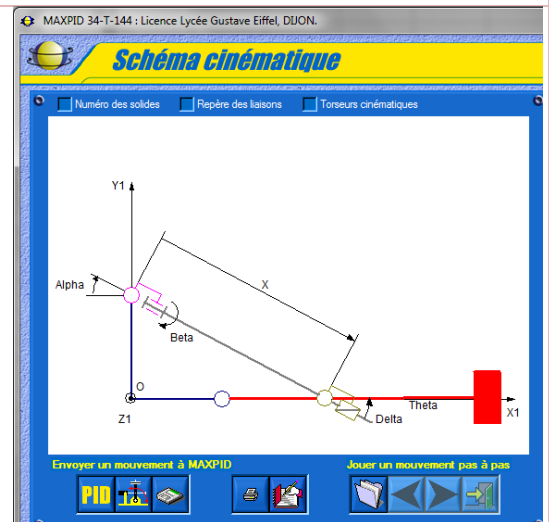 MAXPID 34-T-144 : Licence Lycée Gustave Eiffel, DIJON.
Schéma cinématique
Numéro des solides Repère des liaisons Torseurs cinématiques
Y1
Alpha
X
Beta
O
Z1
Theta
Delta
X1
Envoyer un mouvement à MAXPID Jouer un mouvement pas à pas
PID